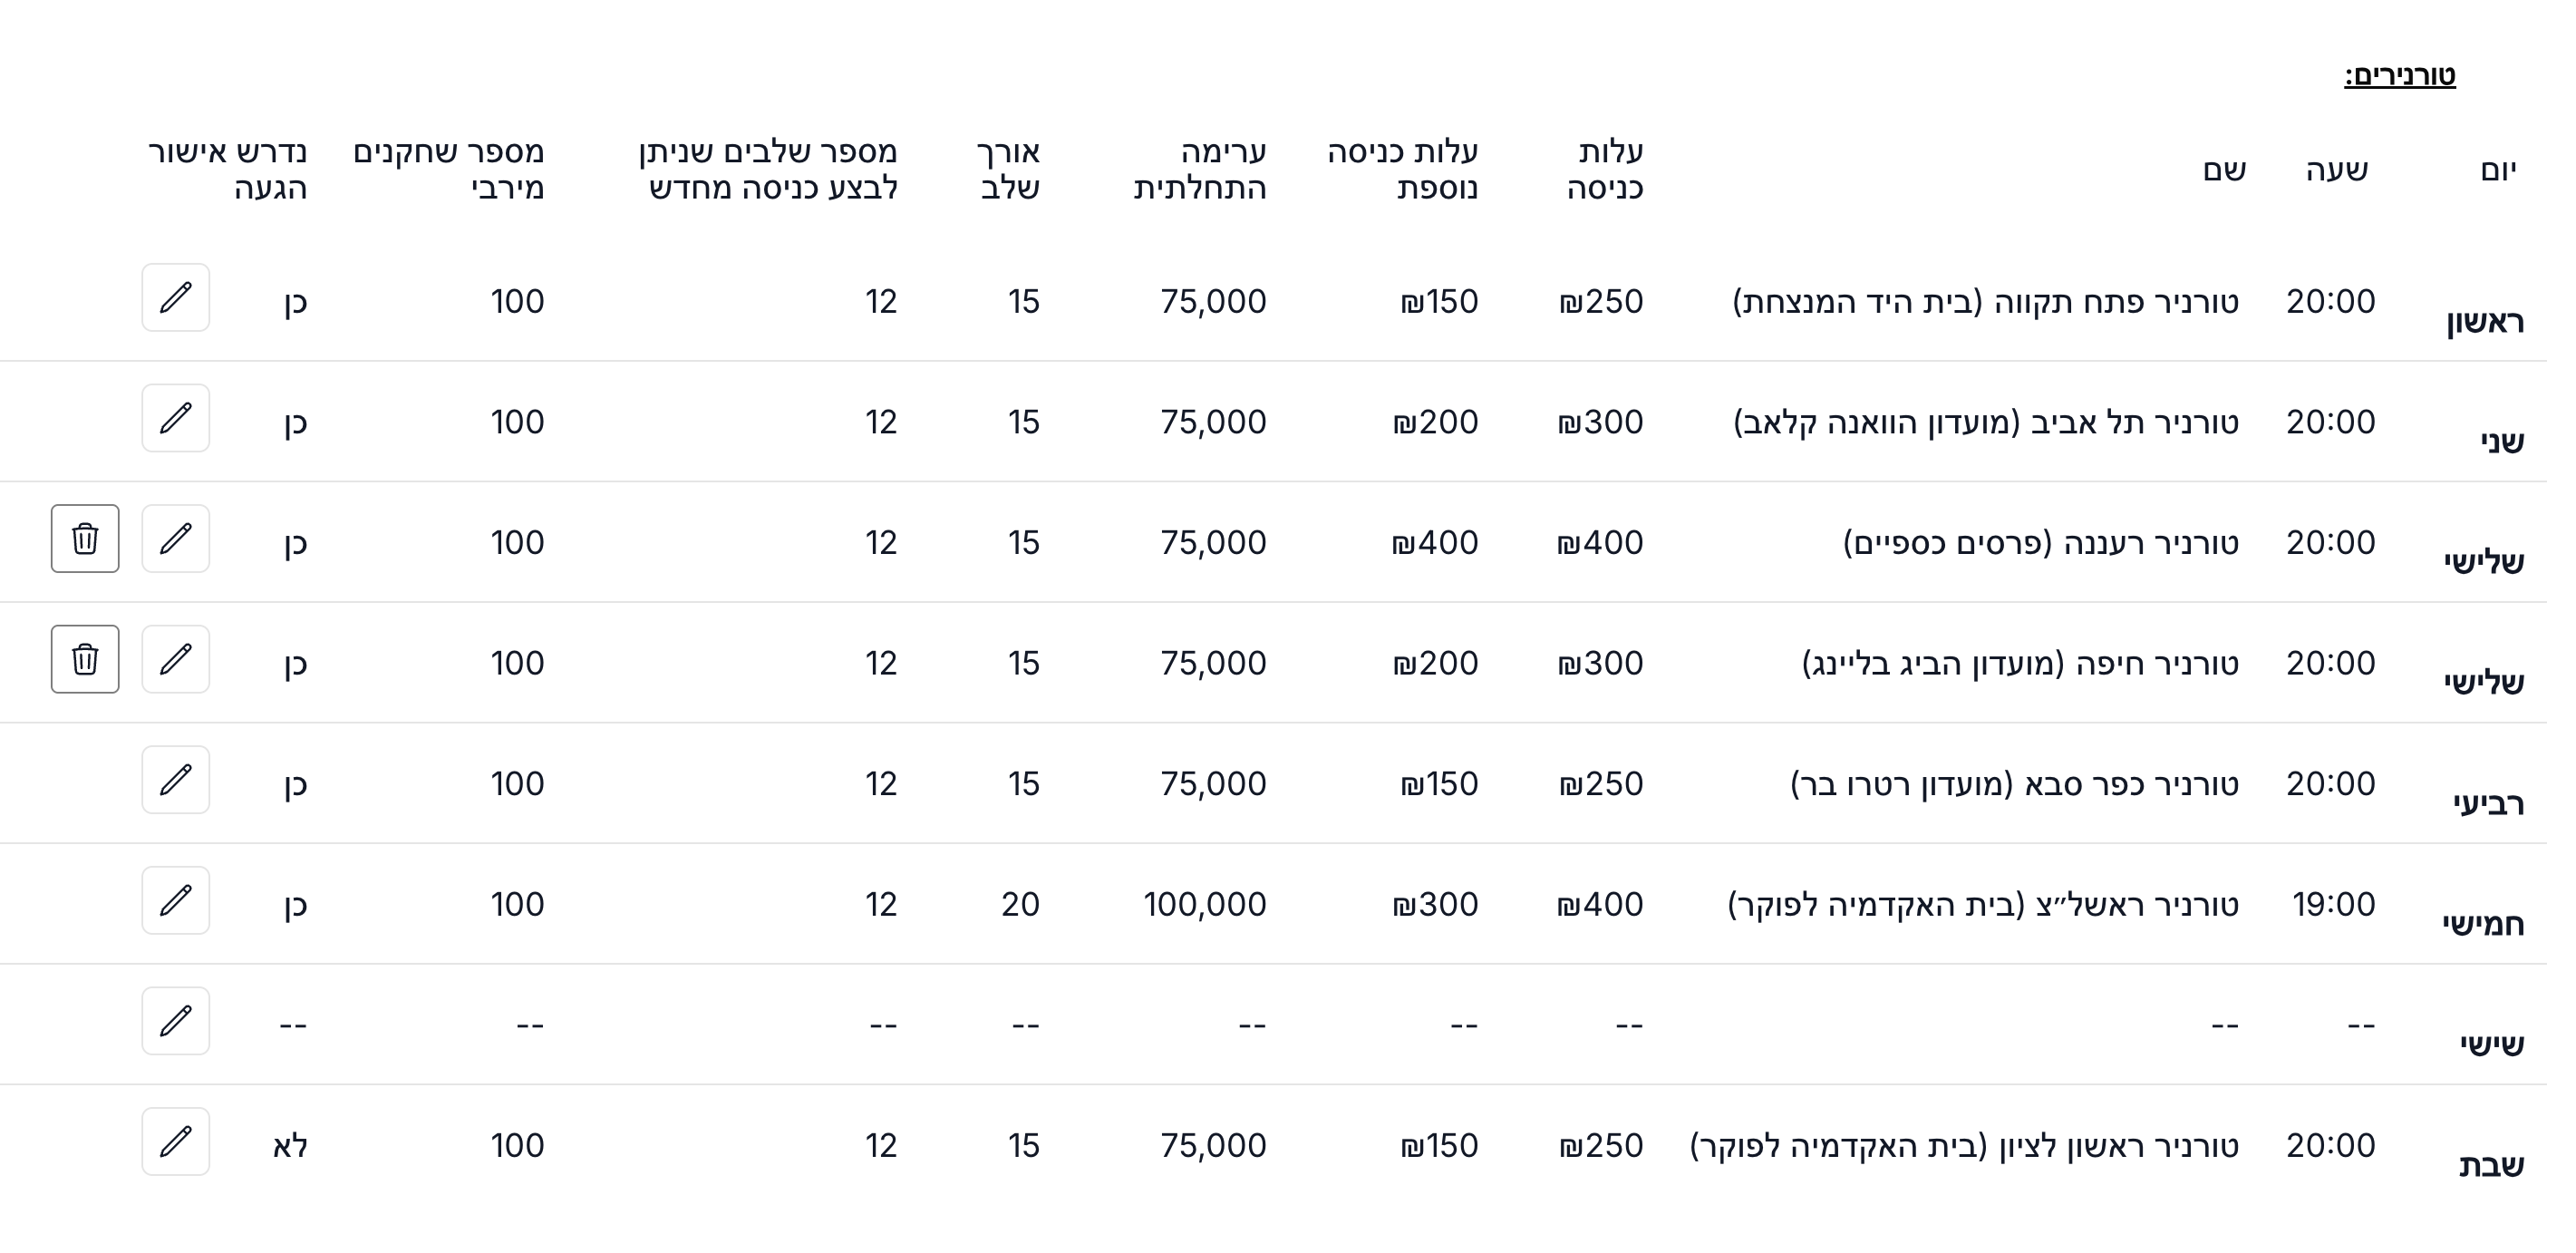 טורנירים:
יום שעה שם עלות כניסה עלות כניסה נוספת ערימה התחלתית אורך שלב מספר שלבים שניתן לבצע כניסה מחדש מספר שחקנים מירבי נדרש אישור הגעה
ראשון 20:00 טורניר פתח תקווה (בית היד המנצחת) ₪250 ₪150 75,000 15 12 100 כן
שני 20:00 טורניר תל אביב (מועדון הוואנה קלאב) ₪300 ₪200 75,000 15 12 100 כן
שלישי 20:00 טורניר רעננה (פרסים כספיים) ₪400 ₪400 75,000 15 12 100 כן
שלישי 20:00 טורניר חיפה (מועדון הביג בליינג) ₪300 ₪200 75,000 15 12 100 כן
רביעי 20:00 טורניר כפר סבא (מועדון רטרו בר) ₪250 ₪150 75,000 15 12 100 כן
חמישי 19:00 טורניר ראשל״צ (בית האקדמיה לפוקר) ₪400 ₪300 100,000 20 12 100 כן
שישי -- -- -- -- -- -- -- -- --
שבת 20:00 טורניר ראשון לציון (בית האקדמיה לפוקר) ₪250 ₪150 75,000 15 12 100 לא